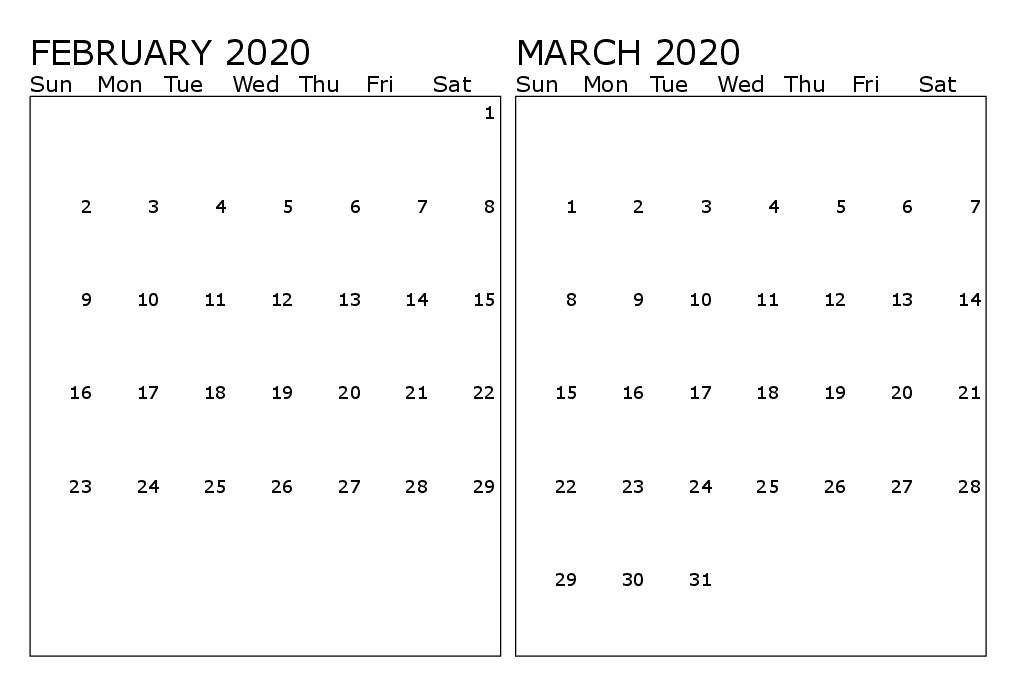 FEBRUARY 2020
Sun Mon Tue Wed Thu Fri Sat
1
2 3 4 5 6 7 8
9 10 11 12 13 14 15
16 17 18 19 20 21 22
23 24 25 26 27 28 29
MARCH 2020
Sun Mon Tue Wed Thu Fri Sat
1 2 3 4 5 6 7
8 9 10 11 12 13 14
15 16 17 18 19 20 21
22 23 24 25 26 27 28
29 30 31